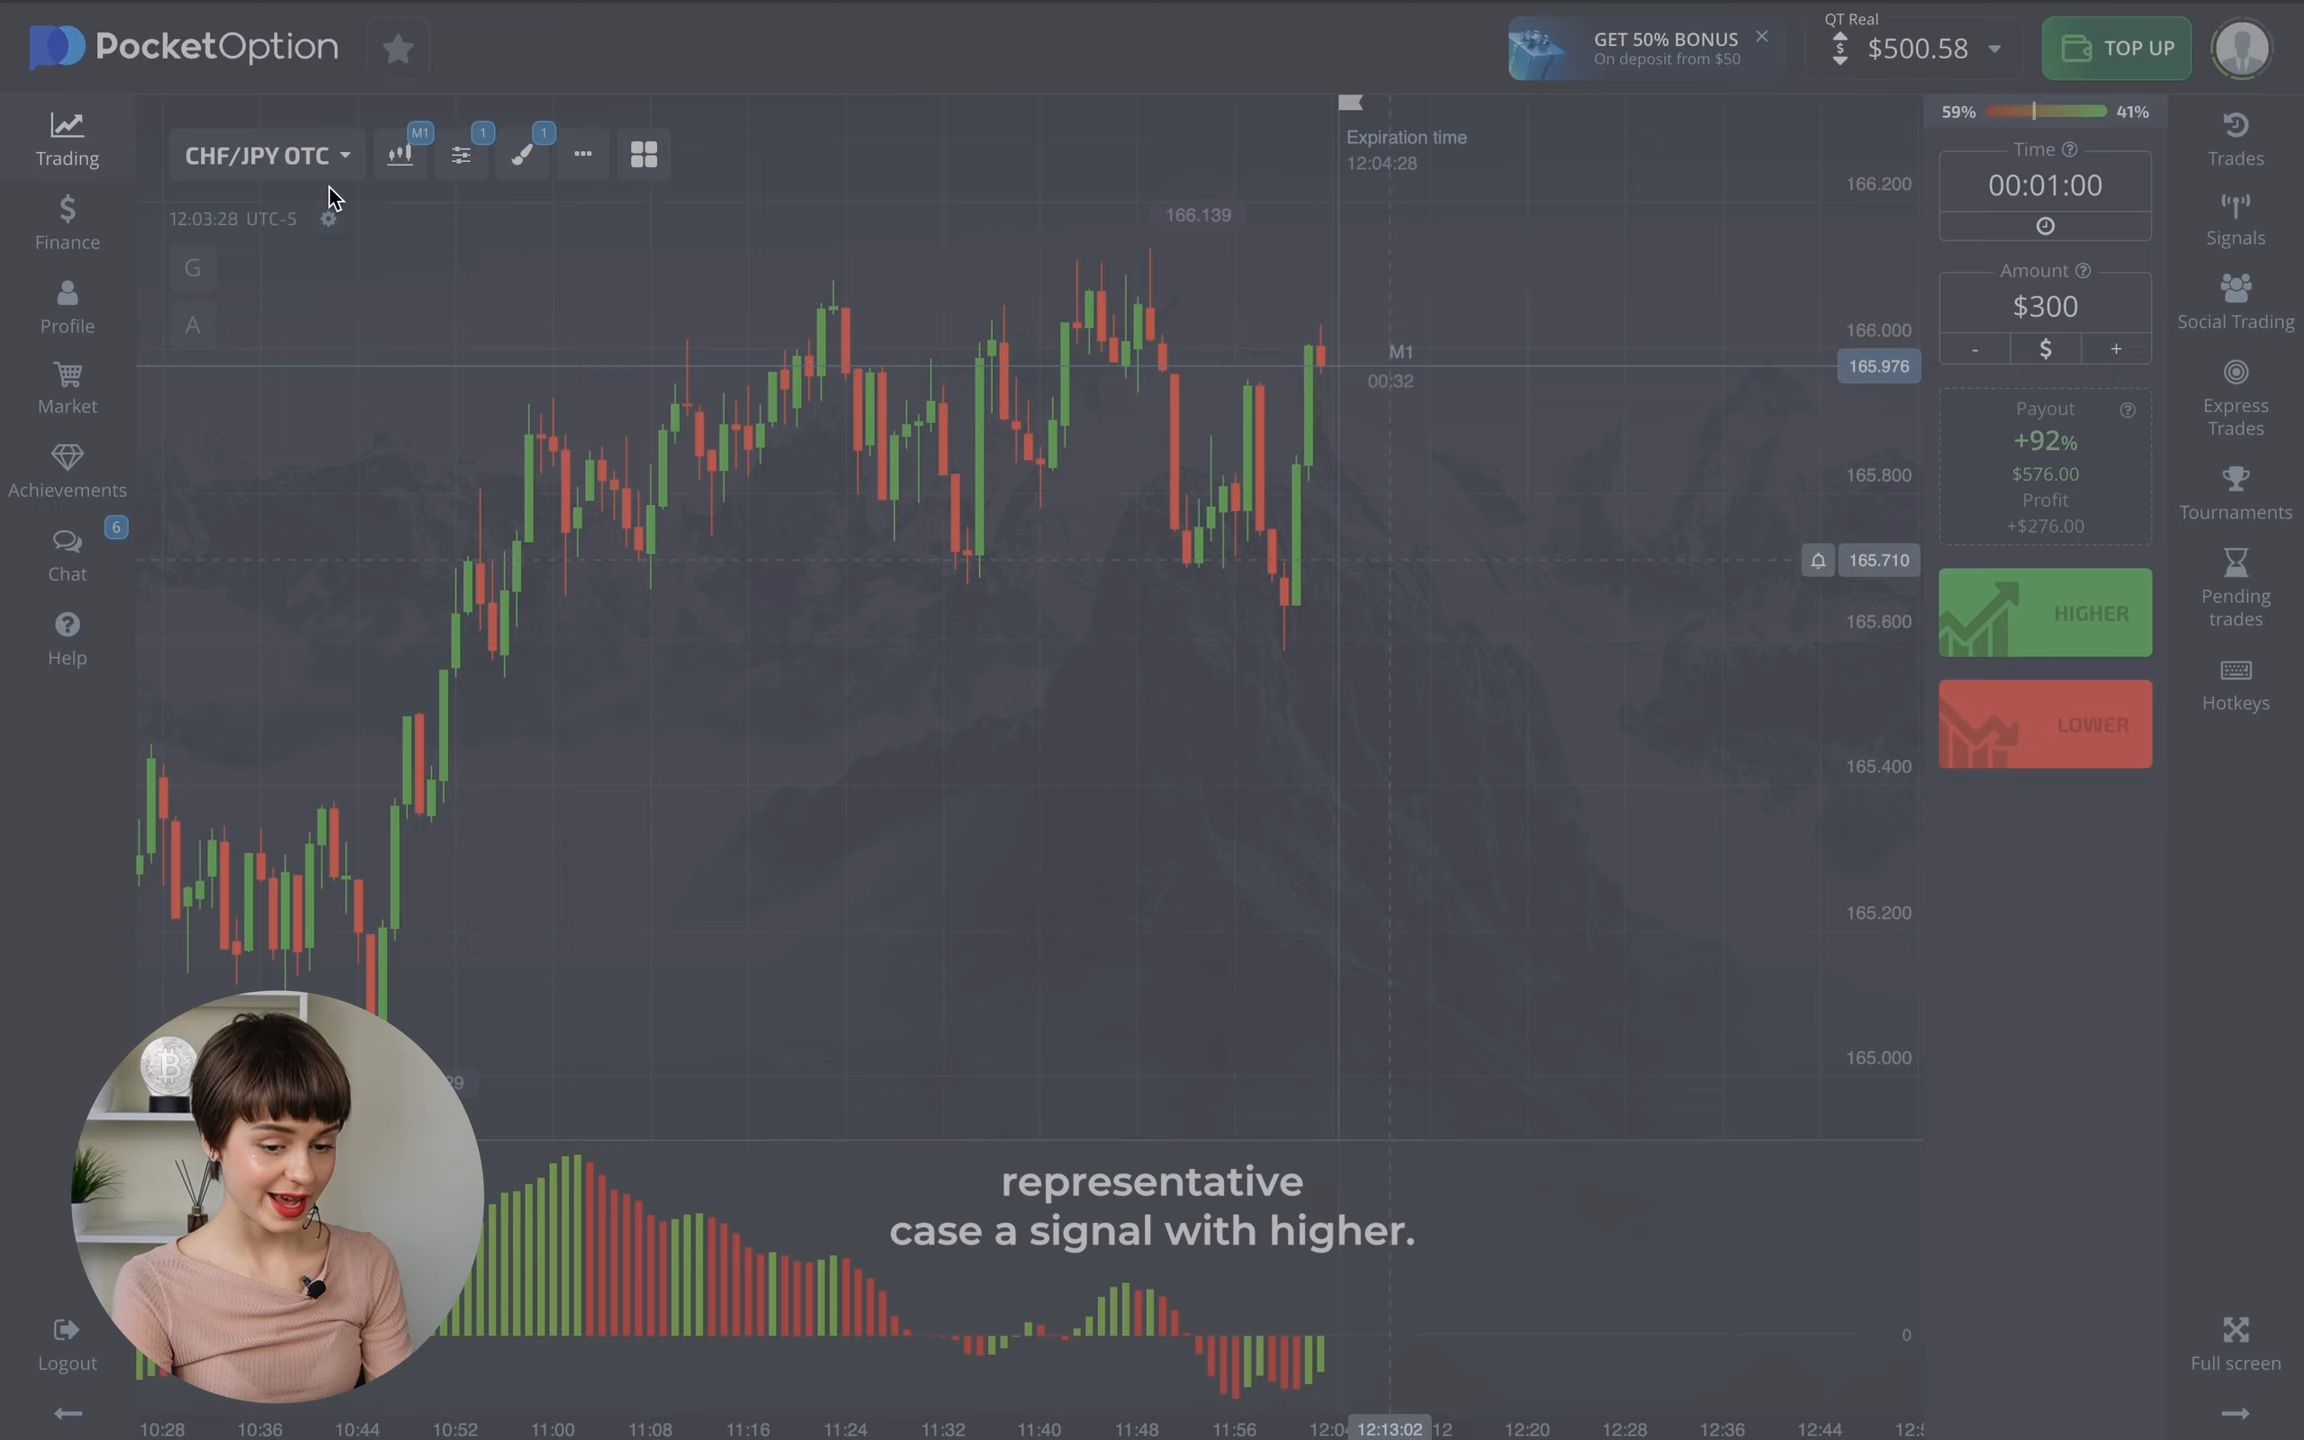 PocketOption
GET 50% BONUS
On deposit from $50
QT Real
$500.58
TOP UP
Trading
Finance
Profile
Market
Achievements
6
Chat
Help
Logout
CHF/JPY OTC
M1
1
1
12:03:28 UTC-5
G
A
Expiration time
12:04:28
166.139
M1
00:32
166.200
166.000
165.976
165.800
165.710
165.600
165.400
165.200
165.000
0
59%
41%
Time
00:01:00
Amount
$300
- $ +
Payout
+92%
$576.00
Profit
+$276.00
HIGHER
LOWER
Trades
Signals
Social Trading
Express
Trades
Tournaments
Pending
trades
Hotkeys
Full screen
representative
case a signal with higher.
10:28 10:36 10:44 10:52 11:00 11:08 11:16 11:24 11:32 11:40 11:48 11:56 12:04 12:13:02 12 12:20 12:28 12:36 12:44